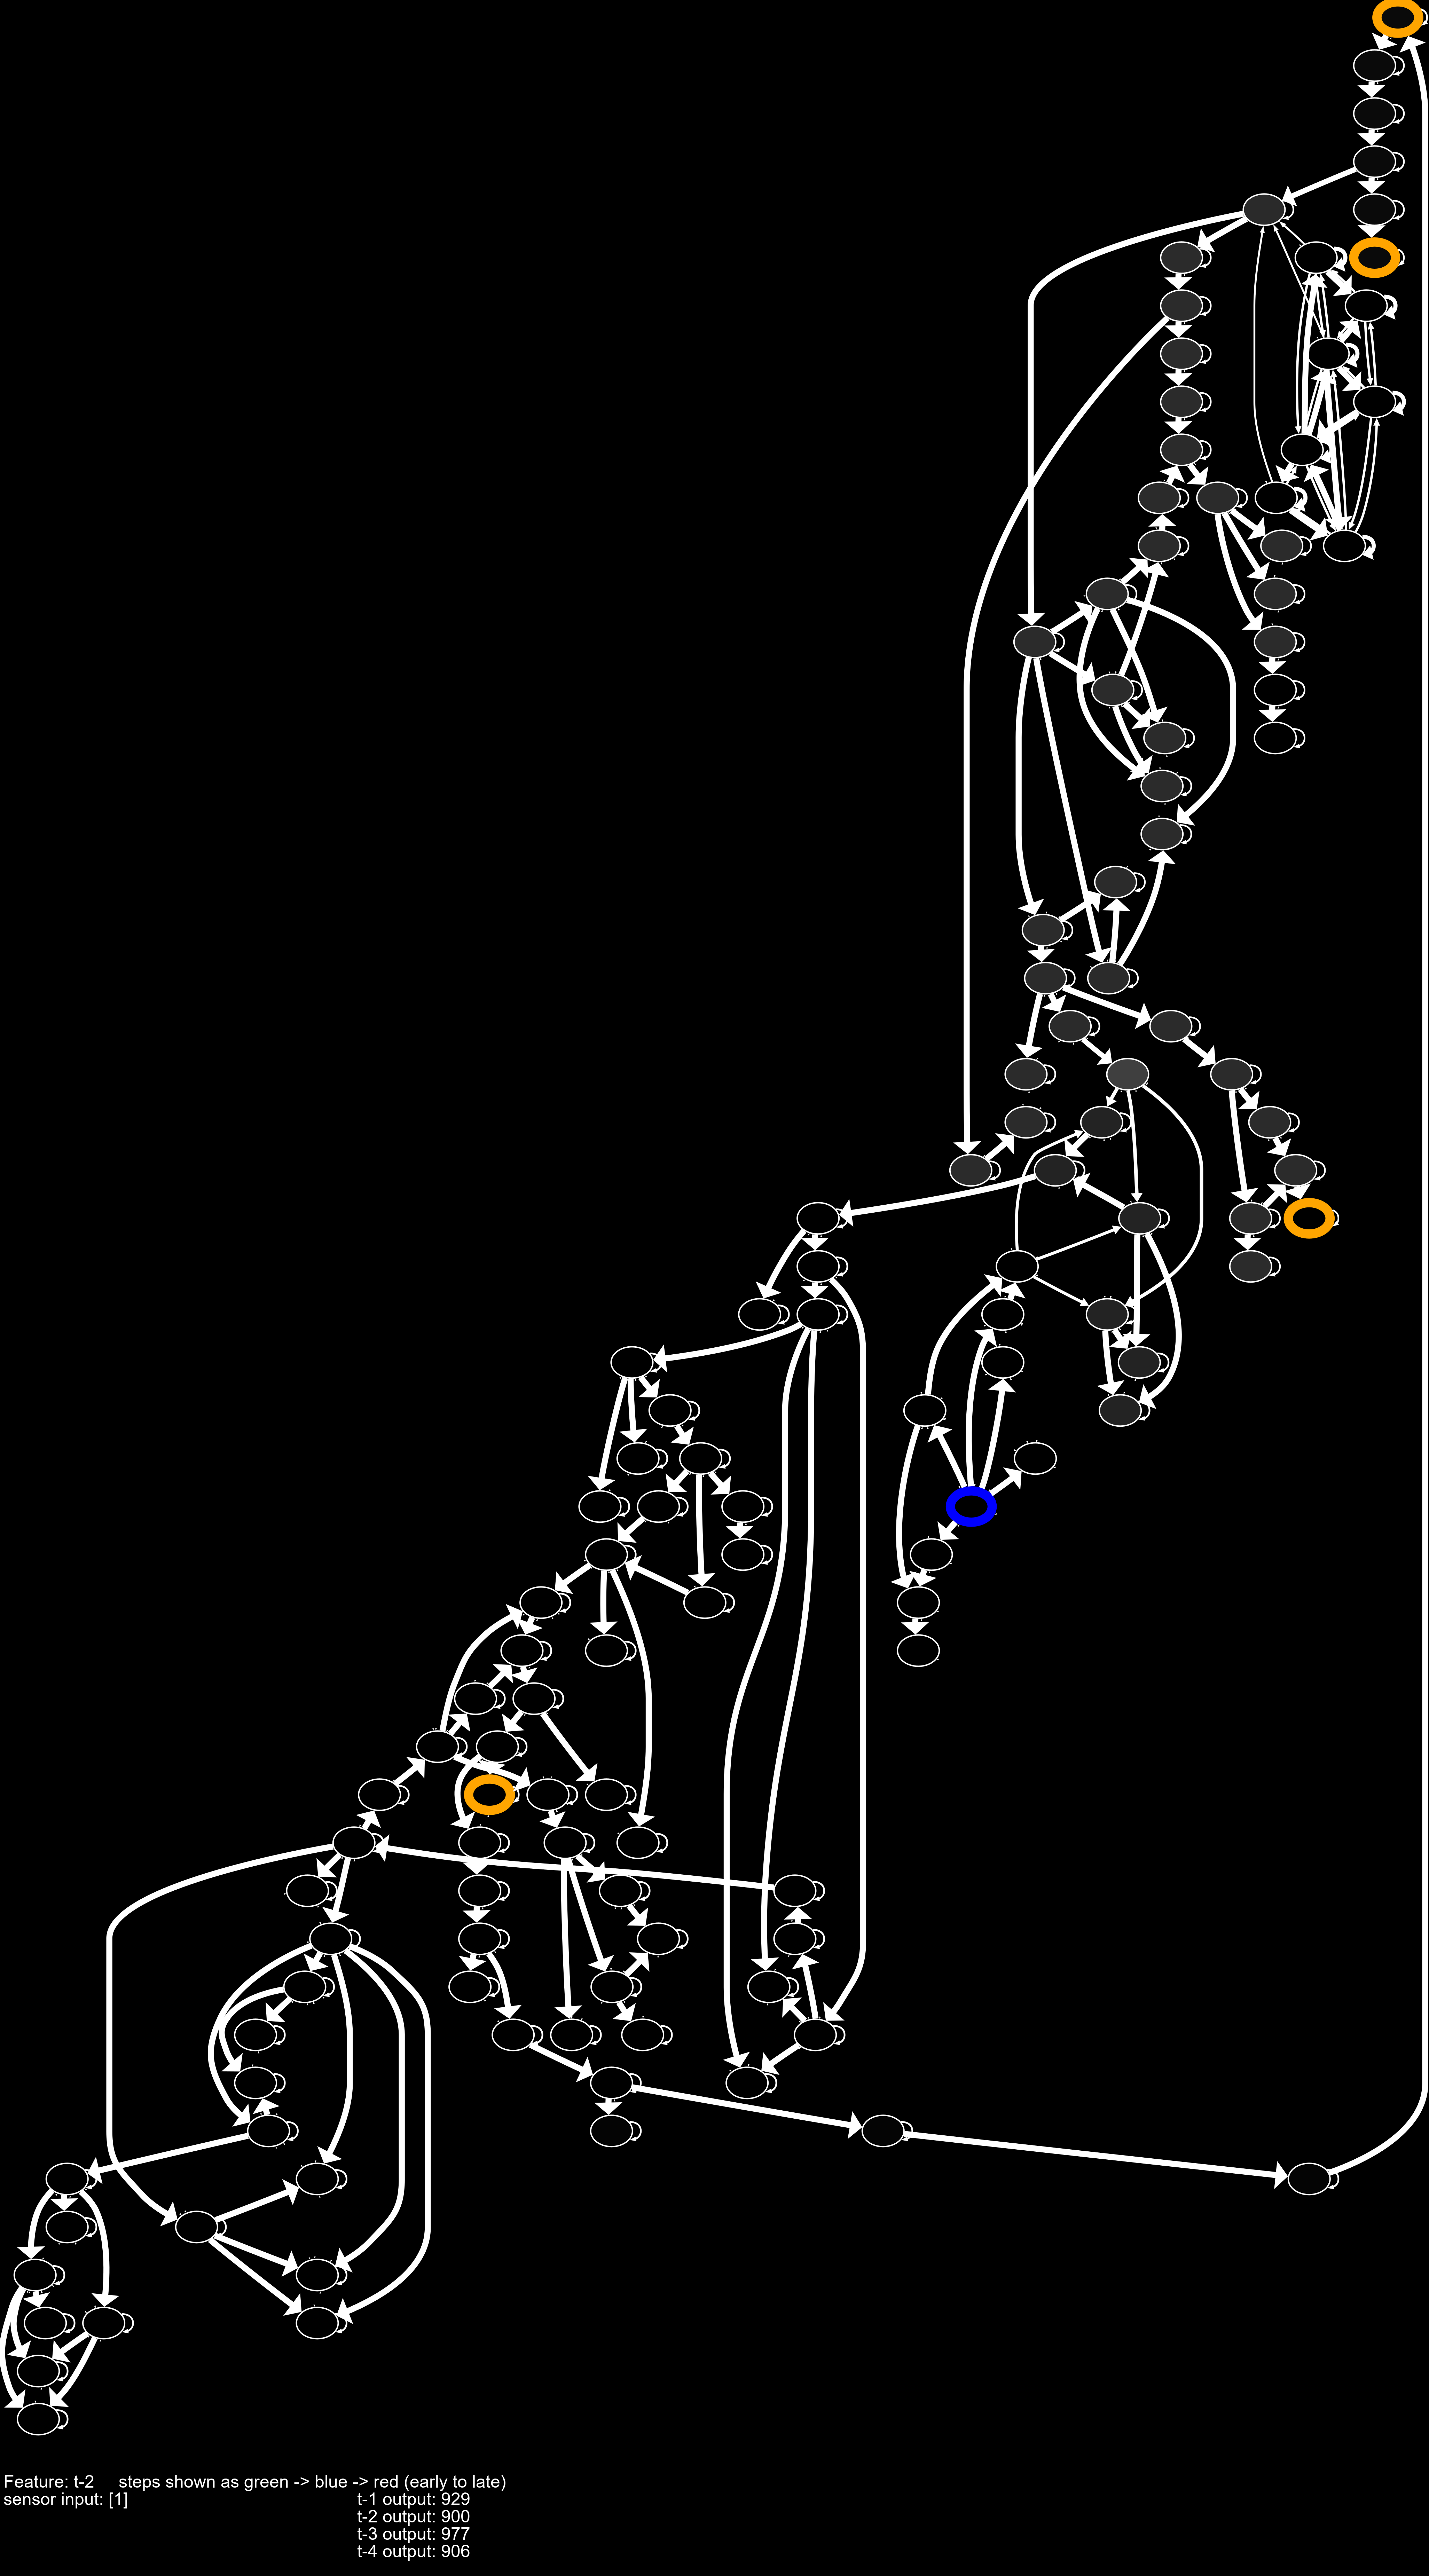 Feature: t-2 steps shown as green -> blue -> red (early to late)
sensor input: [1] t-1 output: 929
t-2 output: 900
t-3 output: 977
t-4 output: 906